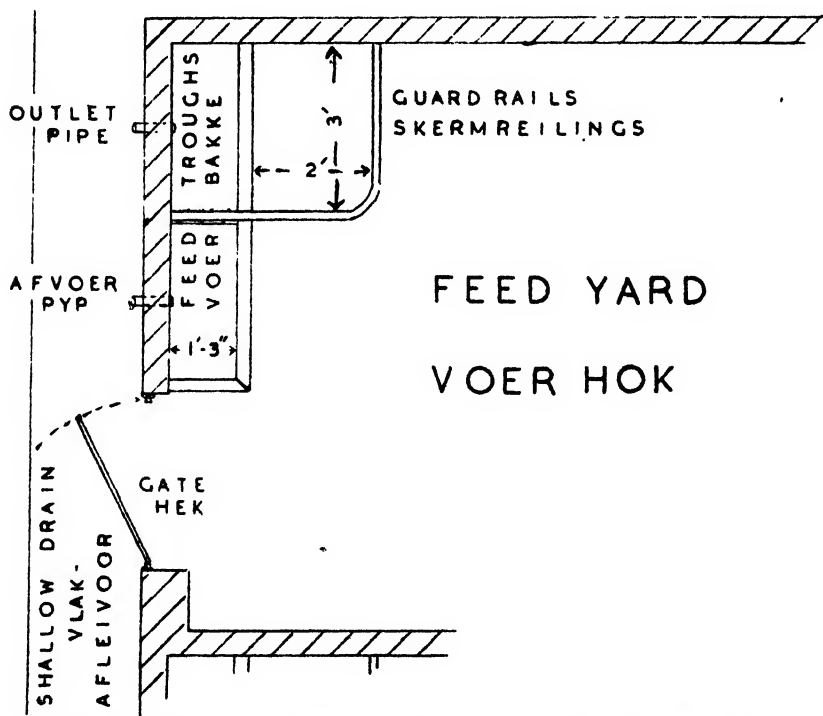 OUTLET
PIPE
TROUGHS
BAKKE
3'
2'
GUARD RAILS
SKERMREILINGS
AFVOER
PYP
FEED
VOER
1'-3"
FEED YARD
VOER HOK
GATE
HEK
SHALLOW DRAIN
VLAK-
AFLEIVOOR